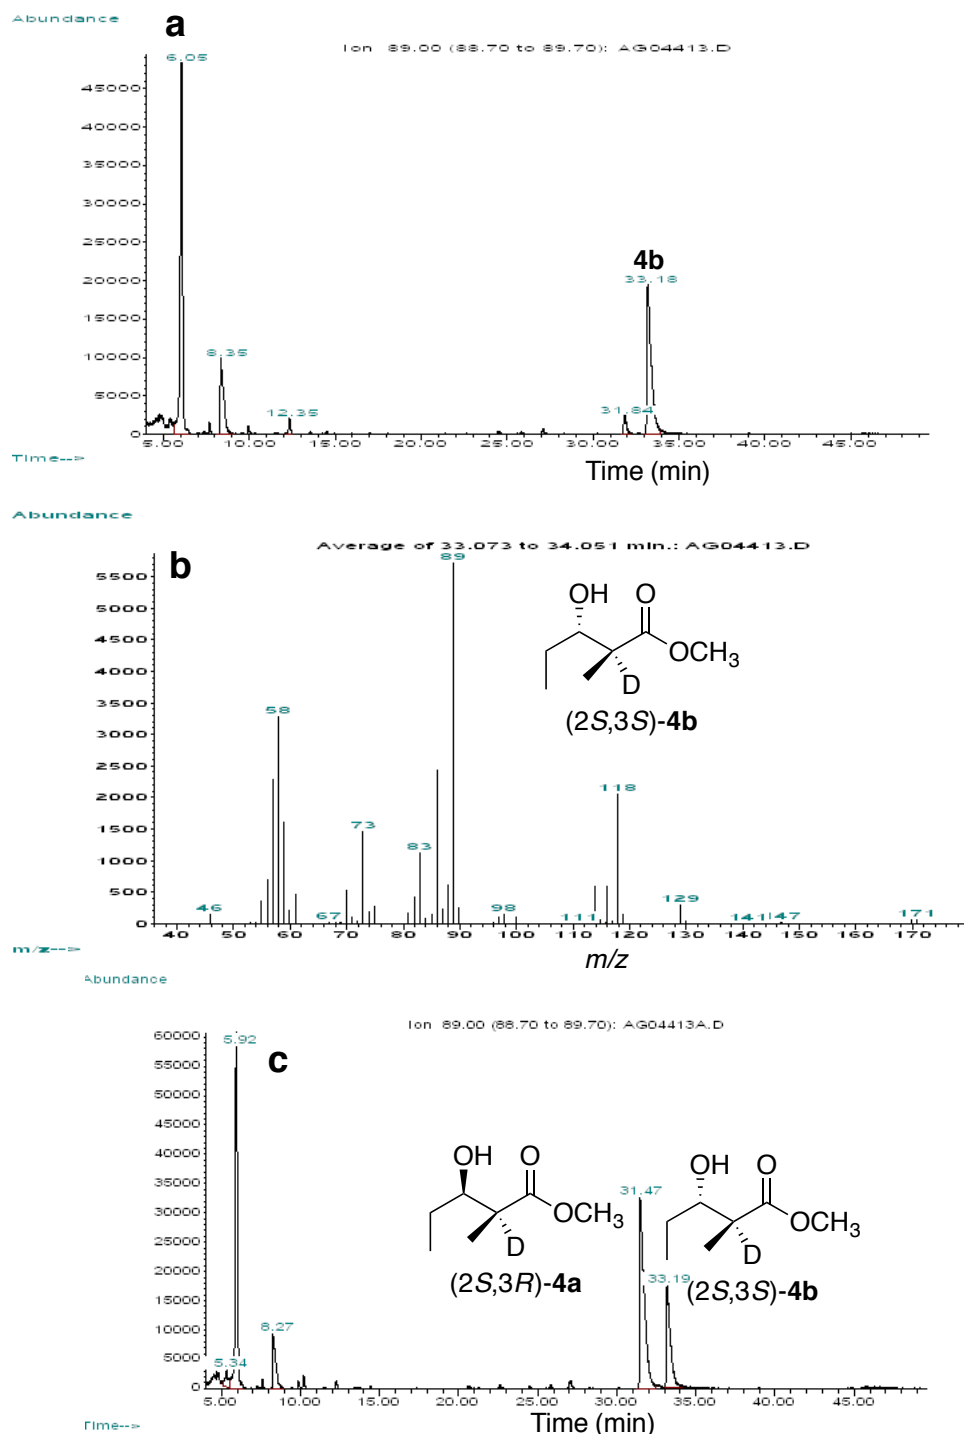 Abundance
a
Ion 89.00 (88.70 to 89.70): AG04413.D
6.05
45000
40000
35000
30000
25000
20000
15000
10000
5000
0
4b
33.18
8.35
12.35
31.84
5.00 10.00 15.00 20.00 25.00 30.00 35.00 40.00 45.00
Time-->
Time (min)
Abundance
b
Average of 33.073 to 34.051 min.: AG04413.D
5500
5000
4500
4000
3500
3000
2500
2000
1500
1000
500
0
89
58
118
73
83
46
67
98
111
129
141
147
171
OH O
OCH3
D
(2S,3S)-4b
40 50 60 70 80 90 100 110 120 130 140 150 160 170
m/z-->
m/z
Abundance
Ion 89.00 (88.70 to 89.70): AG04413A.D
c
60000
55000
50000
45000
40000
35000
30000
25000
20000
15000
10000
5000
0
5.92
5.34
8.27
31.47
33.19
OH O
OCH3
D
(2S,3R)-4a
OH O
OCH3
D
(2S,3S)-4b
5.00 10.00 15.00 20.00 25.00 30.00 35.00 40.00 45.00
Time-->
Time (min)